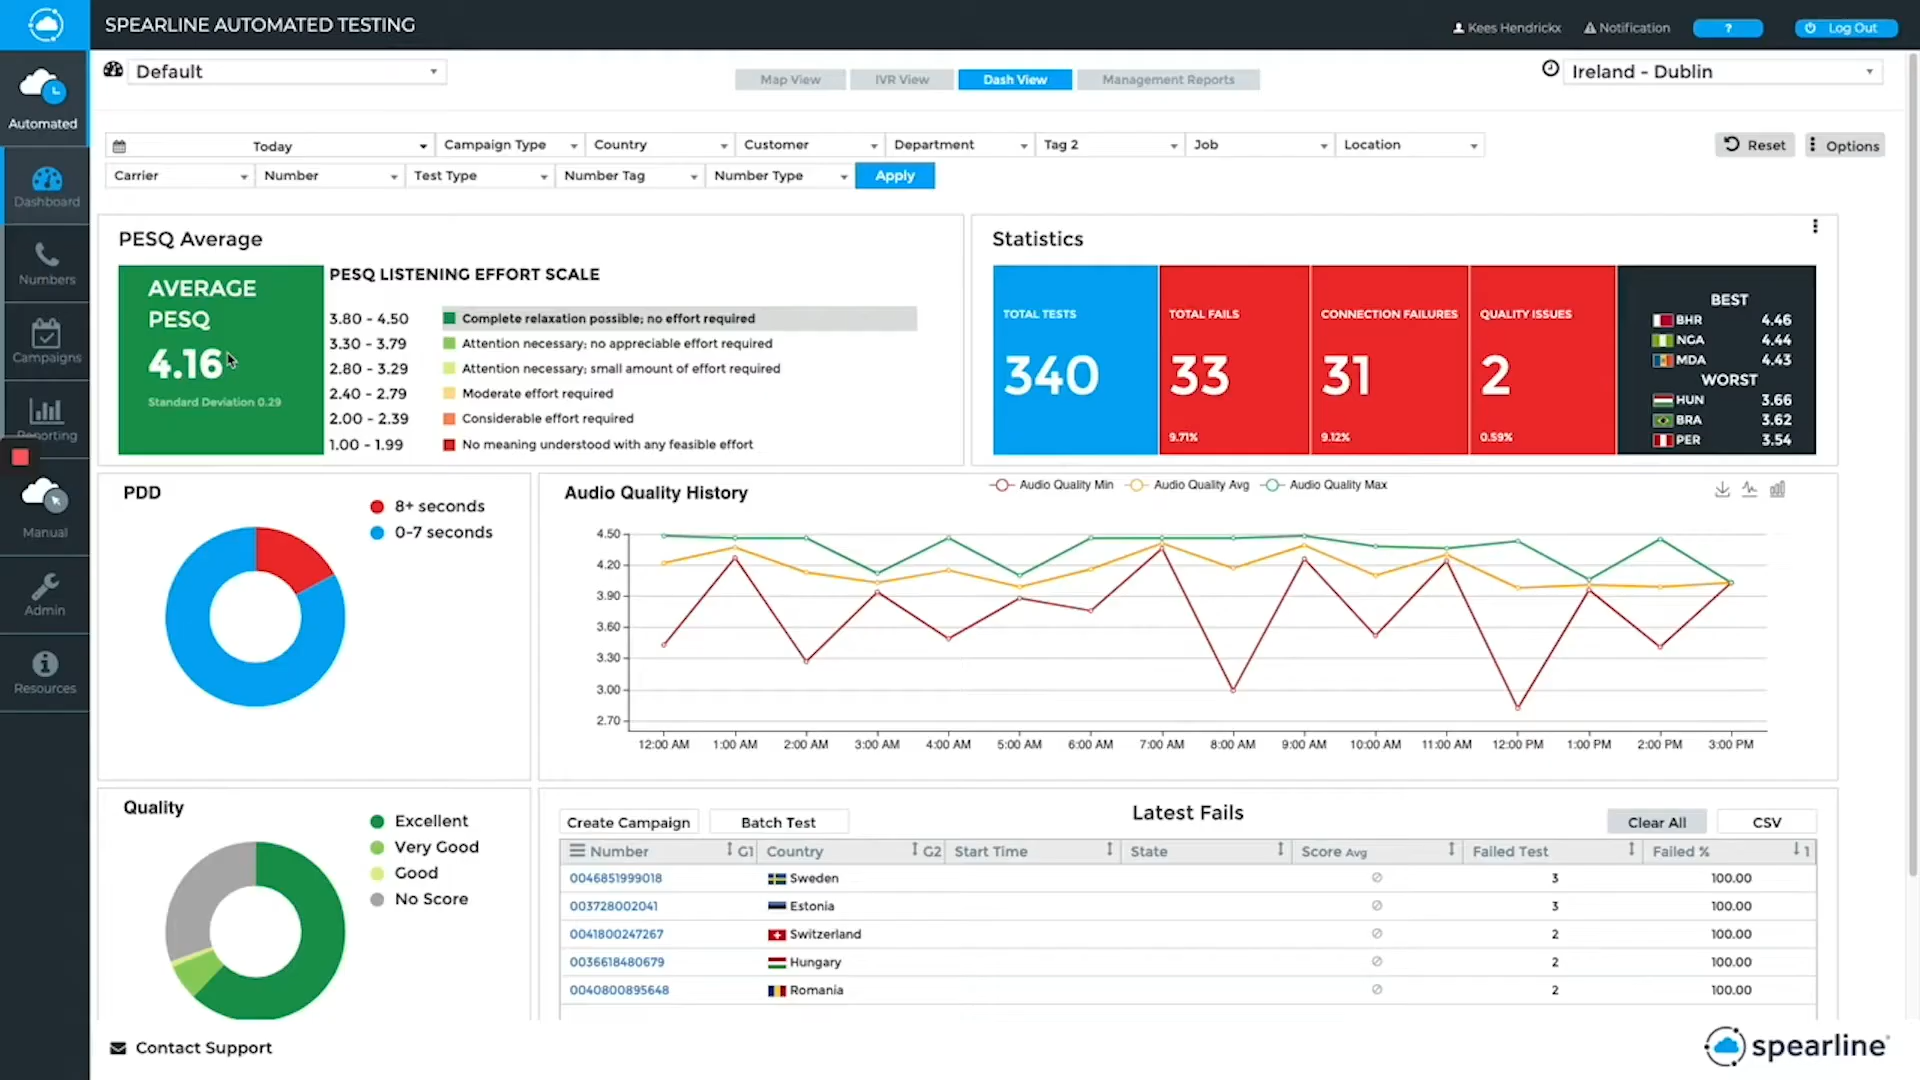 SPEARLINE AUTOMATED TESTING
Kees Hendrickx
Notification
?
Log Out
Default
Map View
IVR View
Dash View
Management Reports
Ireland - Dublin
Automated
Dashboard
Numbers
Campaigns
Reporting
Manual
Admin
Resources
Today
Campaign Type
Country
Customer
Department
Tag 2
Job
Location
Reset
Options
Carrier
Number
Test Type
Number Tag
Number Type
Apply
PESQ Average
AVERAGE
PESQ
4.16
Standard Deviation 0.29
PESQ LISTENING EFFORT SCALE
3.80 - 4.50 Complete relaxation possible; no effort required
3.30 - 3.79 Attention necessary; no appreciable effort required
2.80 - 3.29 Attention necessary; small amount of effort required
2.40 - 2.79 Moderate effort required
2.00 - 2.39 Considerable effort required
1.00 - 1.99 No meaning understood with any feasible effort
Statistics
TOTAL TESTS
340
TOTAL FAILS
33
9.71%
CONNECTION FAILURES
31
9.12%
QUALITY ISSUES
2
0.59%
BEST
BHR 4.46
NGA 4.44
MDA 4.43
WORST
HUN 3.66
BRA 3.62
PER 3.54
PDD
8+ seconds
0-7 seconds
Audio Quality History
Audio Quality Min
Audio Quality Avg
Audio Quality Max
4.50
4.20
3.90
3.60
3.30
3.00
2.70
12:00 AM 1:00 AM 2:00 AM 3:00 AM 4:00 AM 5:00 AM 6:00 AM 7:00 AM 8:00 AM 9:00 AM 10:00 AM 11:00 AM 12:00 PM 1:00 PM 2:00 PM 3:00 PM
Quality
Excellent
Very Good
Good
No Score
Create Campaign
Batch Test
Latest Fails
Clear All
CSV
Number G1 Country G2 Start Time State Score Avg Failed Test Failed % 1
0046851999018 Sweden 3 100.00
003728002041 Estonia 3 100.00
0041800247267 Switzerland 2 100.00
0036618480679 Hungary 2 100.00
0040800895648 Romania 2 100.00
Contact Support
spearline